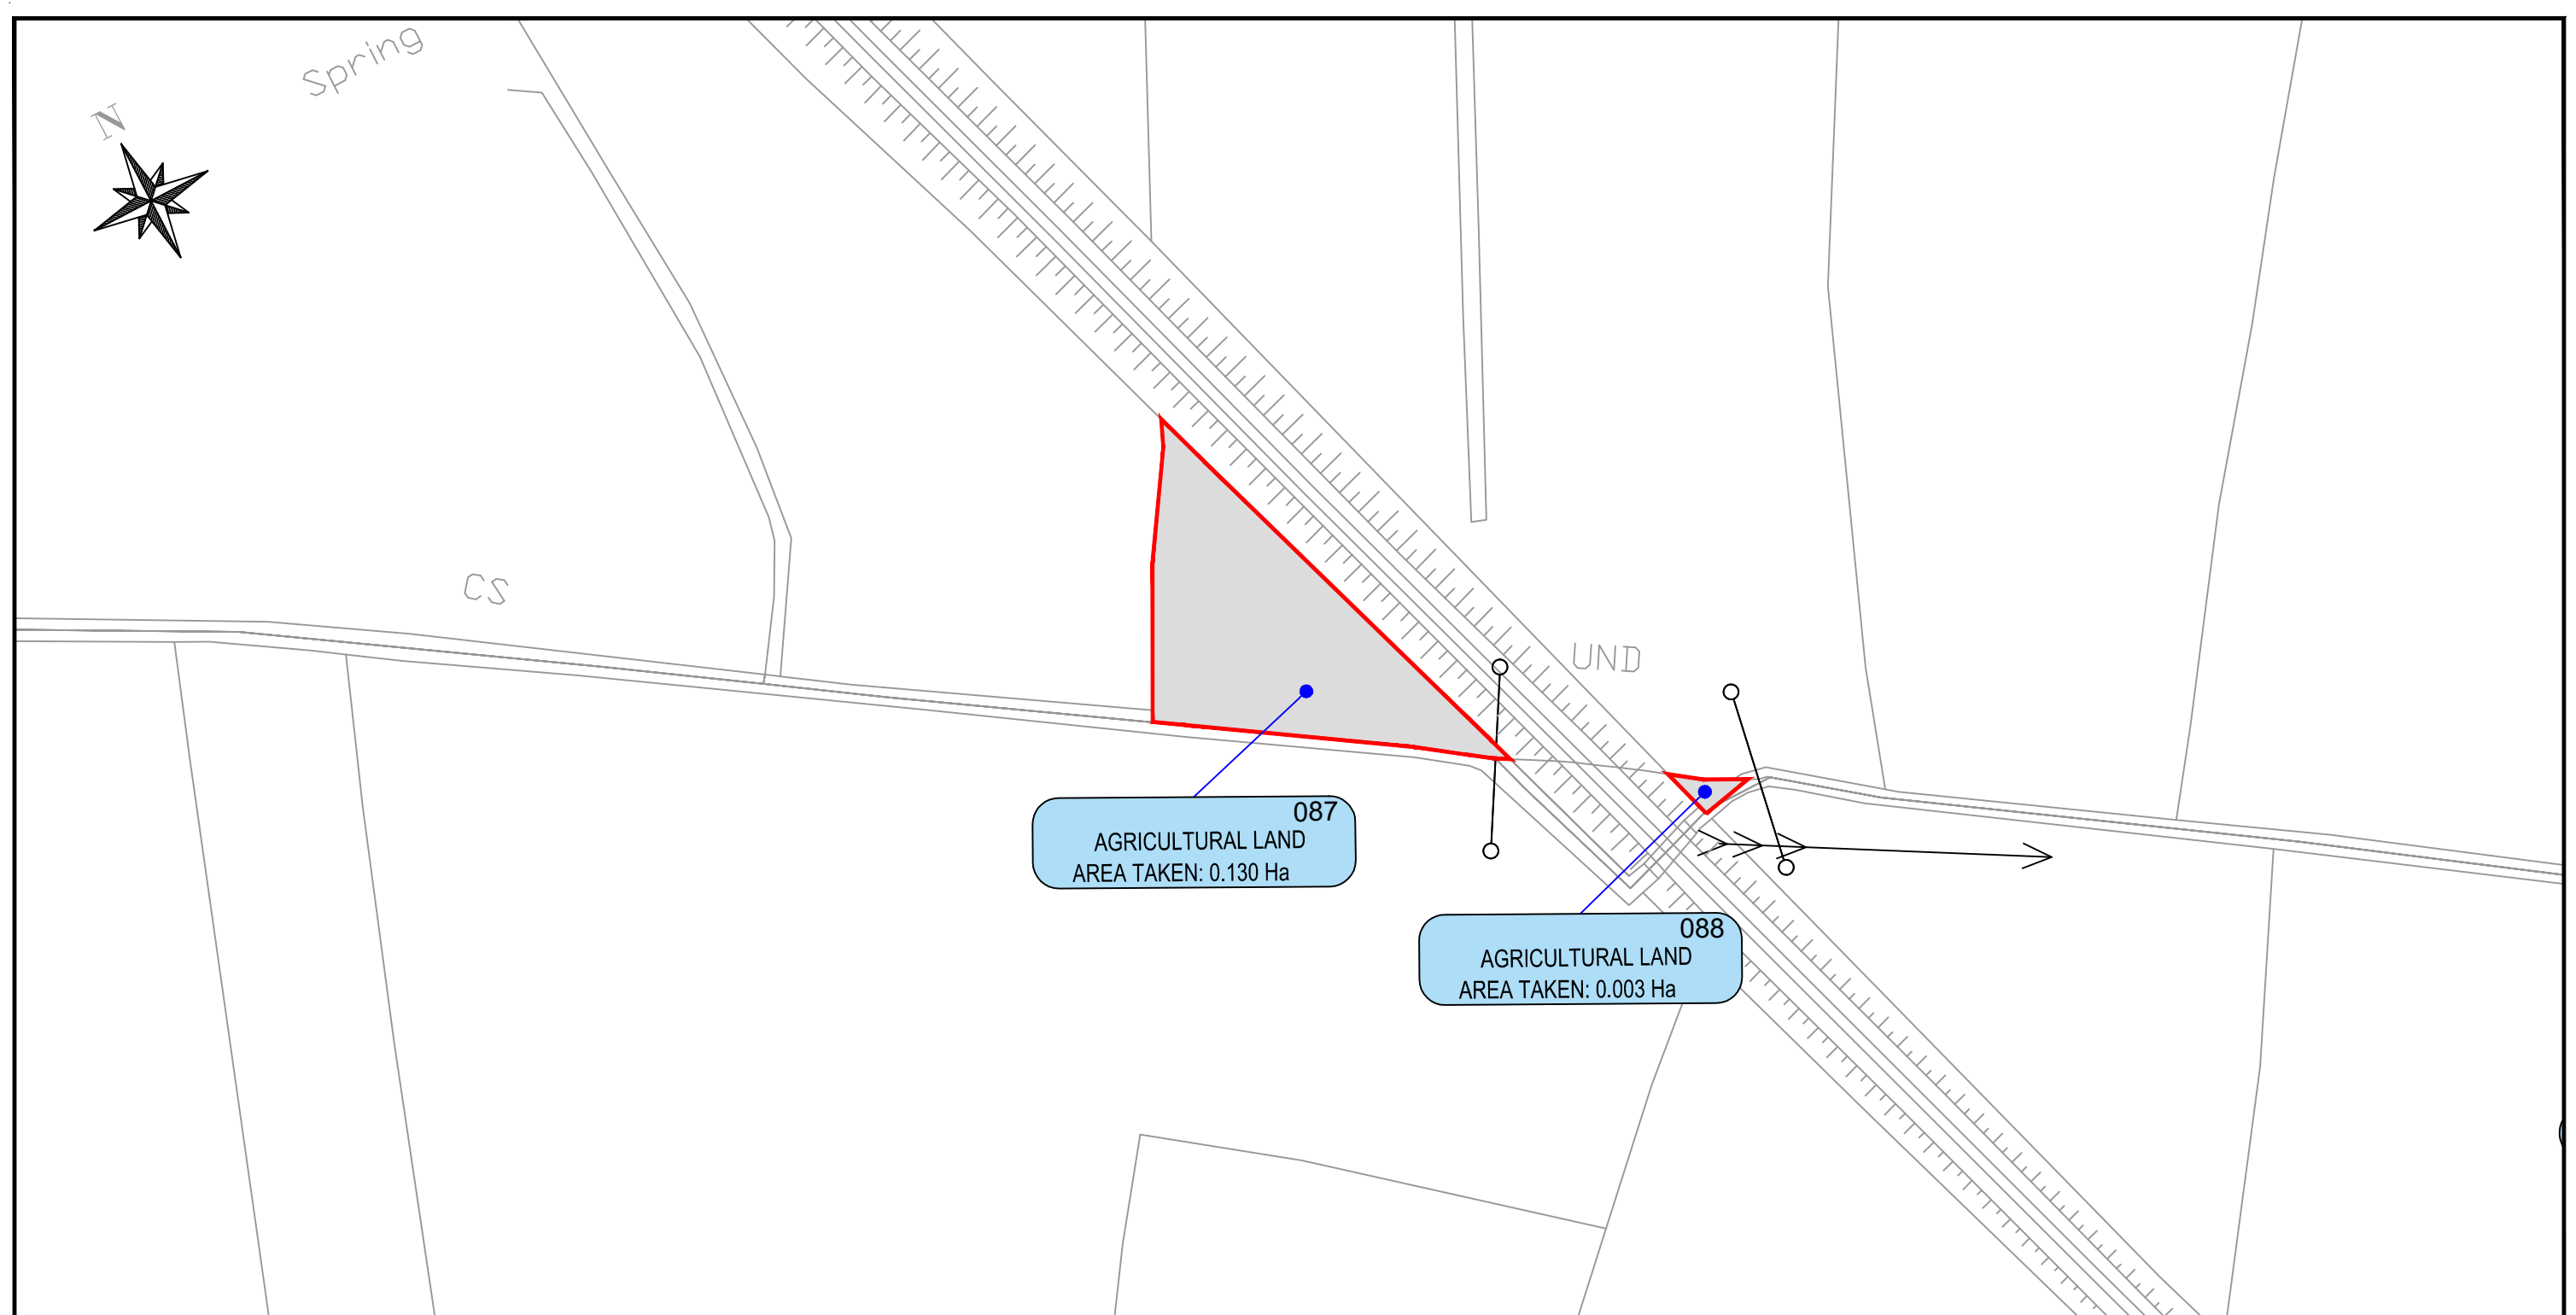 Spring
N
CS
UND
087
AGRICULTURAL LAND
AREA TAKEN: 0.130 Ha
088
AGRICULTURAL LAND
AREA TAKEN: 0.003 Ha